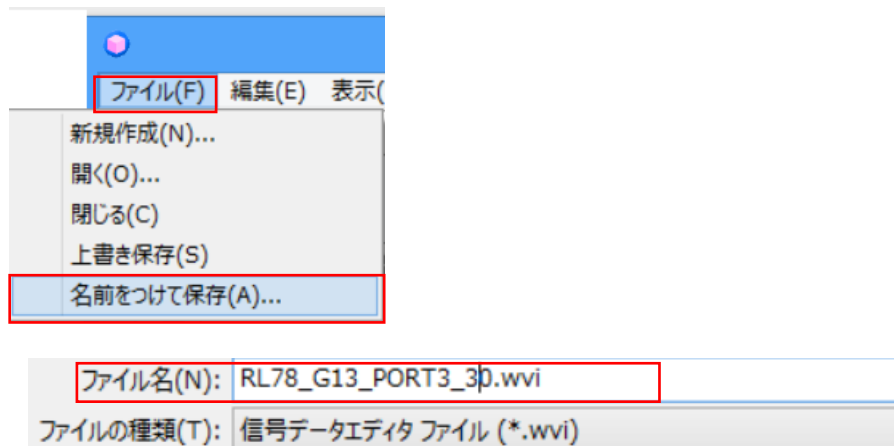 ファイル(F) 編集(E) 表示(
新規作成(N)...
開く(O)...
閉じる(C)
上書き保存(S)
名前をつけて保存(A)...
ファイル名(N): RL78_G13_PORT3_30.wvi
ファイルの種類(T): 信号データエディタ ファイル (*.wvi)